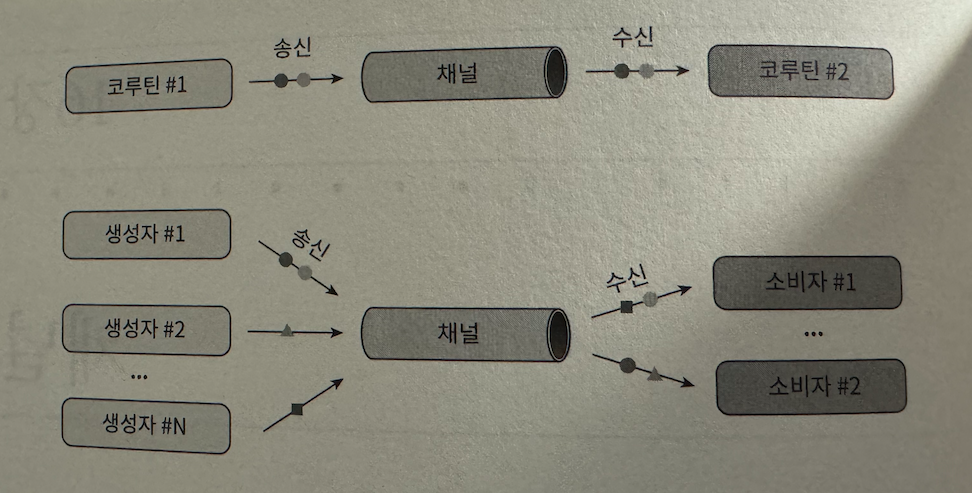 송신
수신
코루틴 #1
채널
코루틴 #2
생성자 #1
송신
생성자 #2
...
생성자 #N
채널
수신
소비자 #1
...
소비자 #2